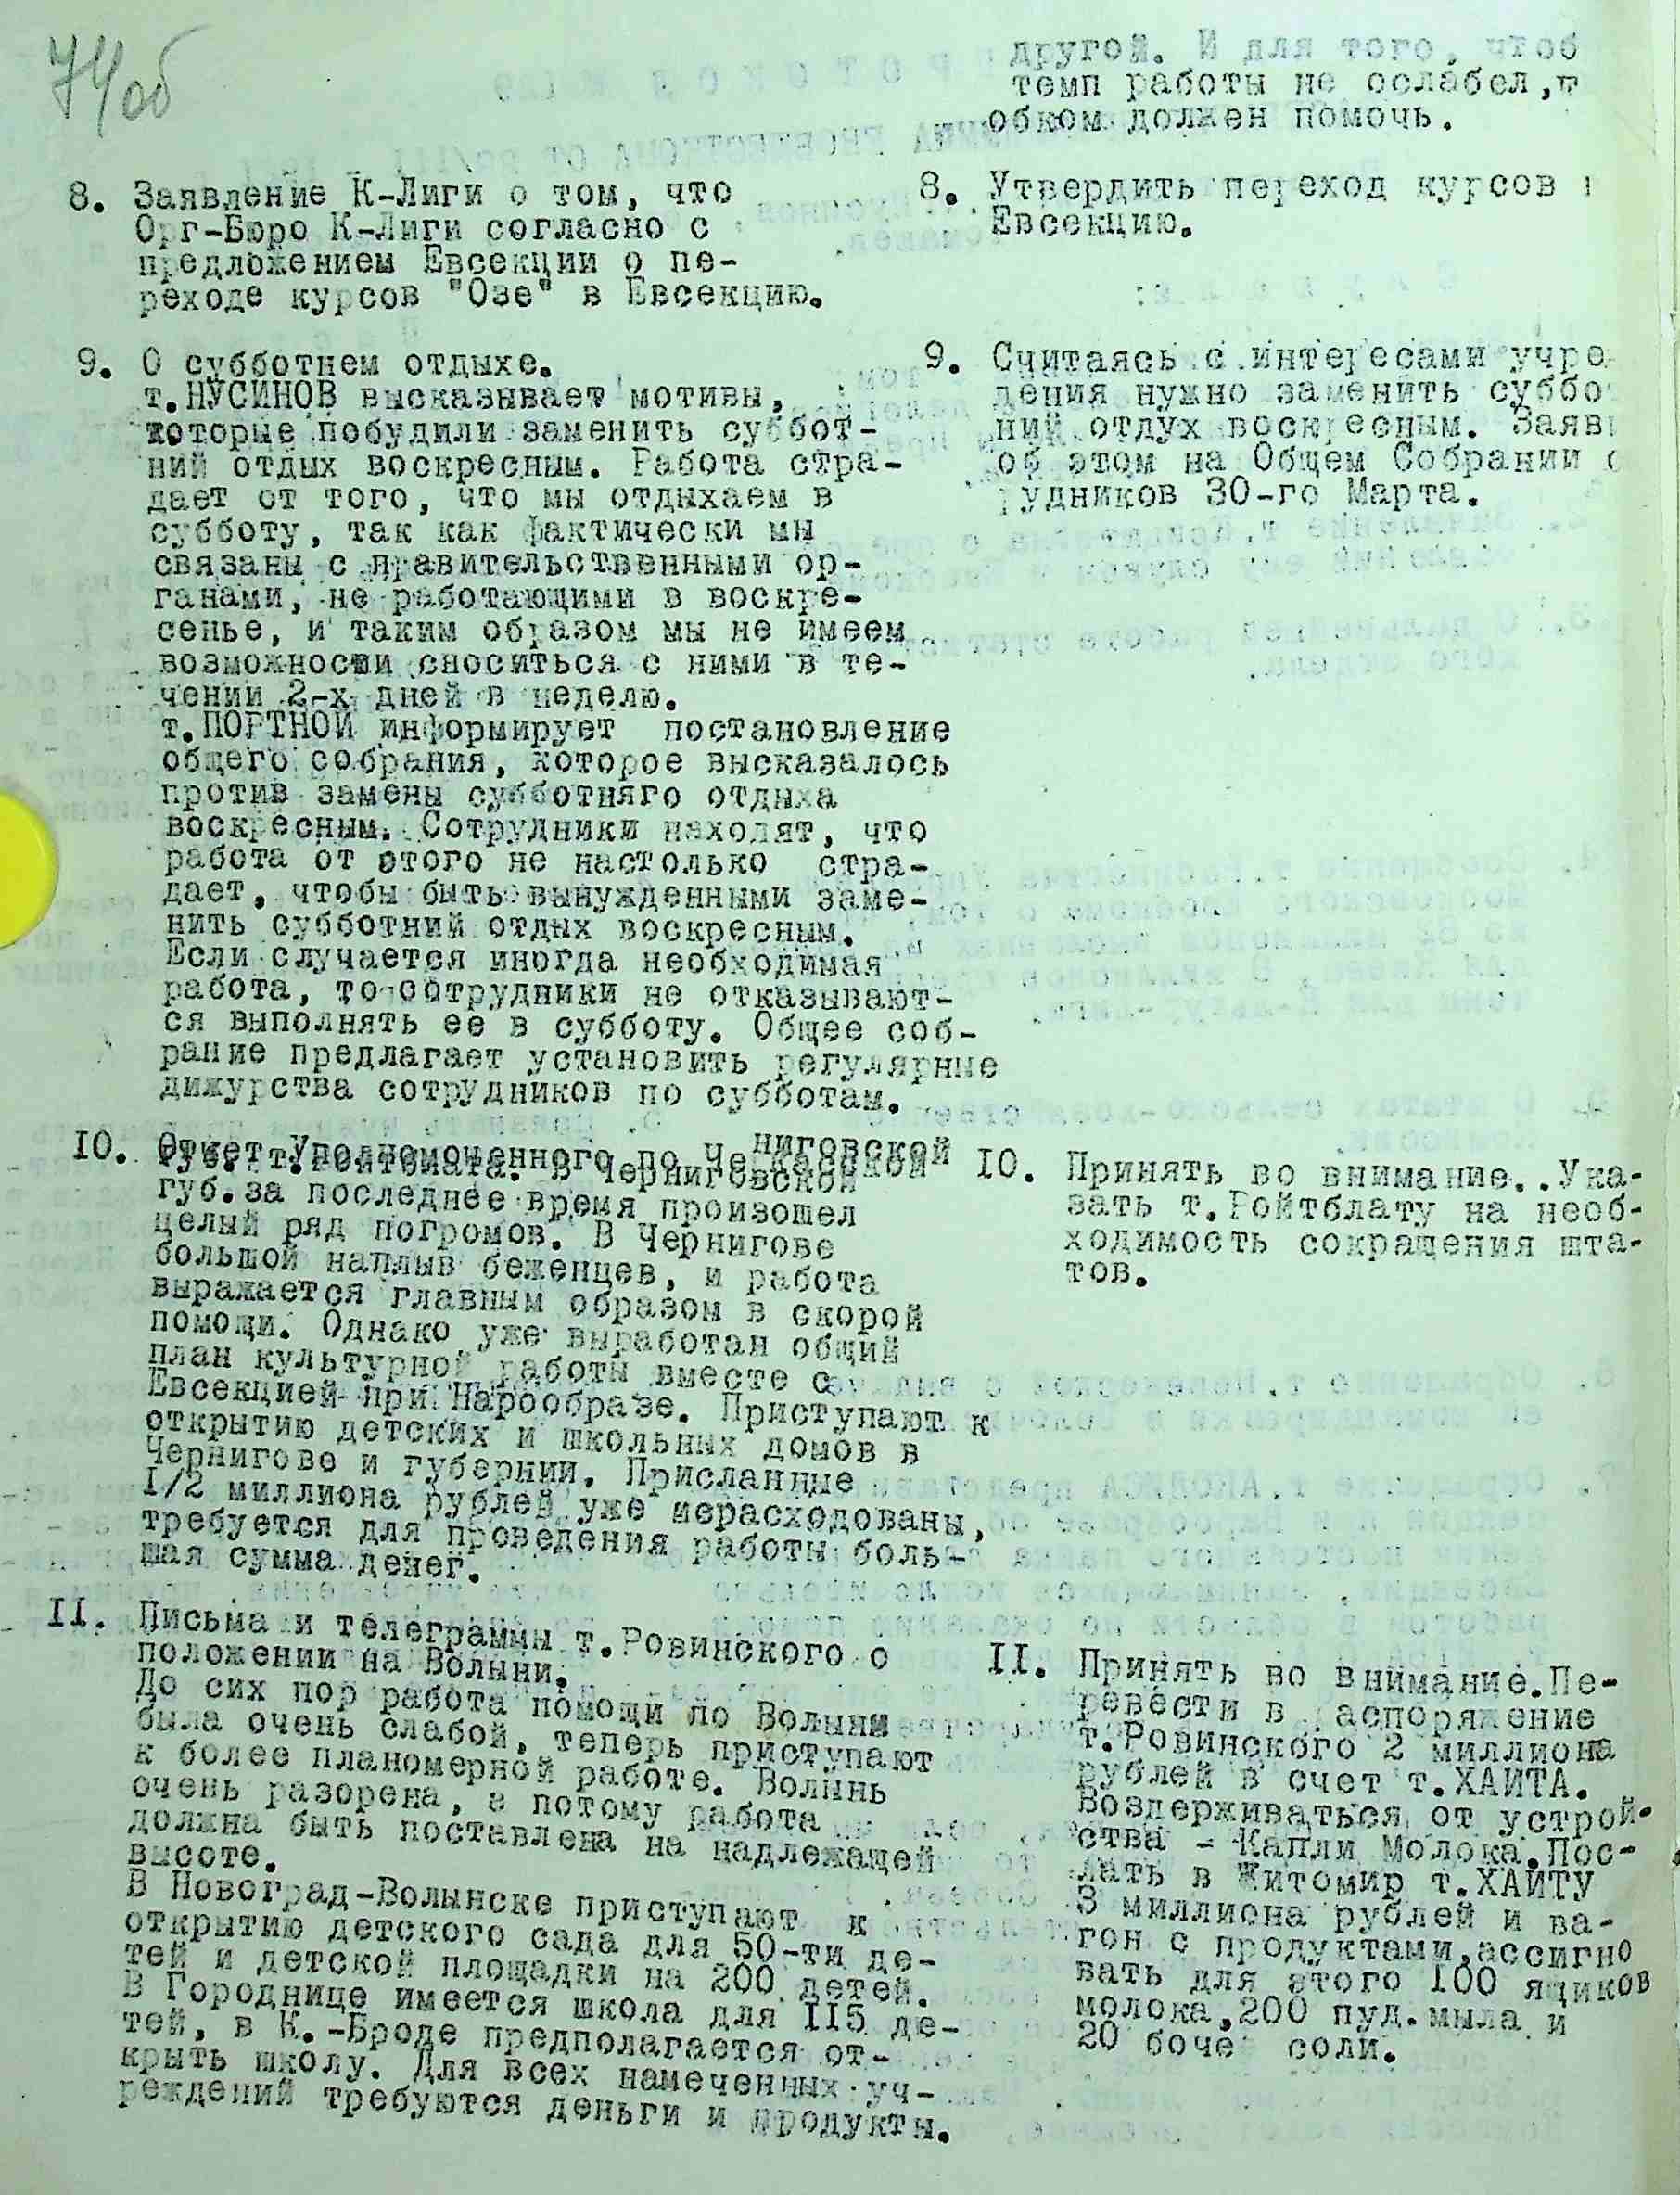 74об
другой. И для того, чтоб
темп работы не ослабел,
обком должен помочь.
8. Заявление К-Лиги о том, что
Орг-Бюро К-Лиги согласно с
предложением Евсекции о пе-
реходе курсов "Озе" в Евсекцию.
8. Утвердить переход курсов
Евсекцию.
9. О субботнем отдыхе.
т.НУСИНОВ высказывает мотивы,
которые побудили заменить суббот-
ний отдых воскресным. Работа стра-
дает от того, что мы отдыхаем в
субботу, так как фактически мы
связаны с правительственными ор-
ганами, не работающими в воскре-
сенье, и таким образом мы не имеем
возможности сноситься с ними в те-
чении 2-х дней в неделю.
т.ПОРТНОЙ информирует постановление
общего собрания, которое высказалось
против замены субботняго отдыха
воскресным. Сотрудники находят, что
работа от этого не настолько стра-
дает, чтобы быть вынужденными заме-
нить субботний отдых воскресным.
Если случается иногда необходимая
работа, то сотрудники не отказывают-
ся выполнять ее в субботу. Общее соб-
рание предлагает установить регулярные
дижурства сотрудников по субботам.
9. Считаясь с интересами учре
дения нужно заменить суббо
ний отдух воскресным. Заяв
об этом на Общем Собрании с
рудников 30-го Марта.
10. Отчет Уполномоченного по Черниговской
В Черниговской
губ. за последнее время произошел
целый ряд погромов. В Чернигове
большой наплыв беженцев, и работа
выражается главным образом в скорой
помощи. Однако уже выработан общий
план культурной работы вместе с
Евсекцией при Нарообразе. Приступают к
открытию детских и школьных домов в
Чернигове и губернии. Присланные
1/2 миллиона рублей уже израсходованы,
требуется для проведения работы боль-
шая сумма денег.
10. Принять во внимание. Ука-
зать т.Ройтблату на необ-
ходимость сокращения шта-
тов.
11. Письма и телеграммы т.Ровинского о
положении на Волыни.
До сих пор работа помощи по Волыни
была очень слабой, теперь приступают
к более планомерной работе. Волынь
очень разорена, а потому работа
должна быть поставлена на надлежащей
высоте.
В Новоград-Волынске приступают к
открытию детского сада для 50-ти де-
тей и детской площадки на 200 детей.
В Городнице имеется школа для 115 де-
тей, в К.-Броде предполагается от-
крыть школу. Для всех намеченных уч-
реждений требуются деньги и продукты.
11. Принять во внимание.Пе-
ревести в распоряжение
т.Ровинского 2 миллиона
рублей в счет т.ХАИТА.
Воздерживаться от устрой-
ства - Капли Молока.Пос-
лать в Житомир т.ХАИТУ
3 миллиона рублей и ва-
гон с продуктами,ассигно
вать для этого 100 ящиков
молока,200 пуд.мыла и
20 боче соли.